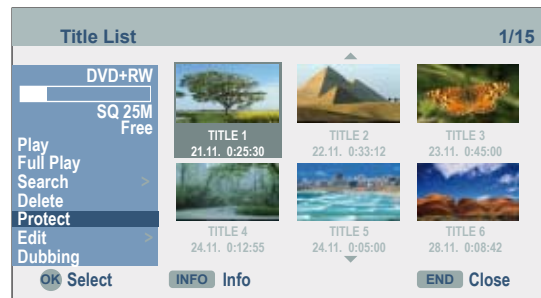 Title List 1/15
DVD+RW
SQ 25M
Free
Play
Full Play
Search >
Delete
Protect
Edit >
Dubbing
TITLE 1
21.11. 0:25:30
TITLE 2
22.11. 0:33:12
TITLE 3
23.11. 0:45:00
TITLE 4
24.11. 0:12:55
TITLE 5
24.11. 0:05:00
TITLE 6
28.11. 0:08:42
OK Select INFO Info END Close